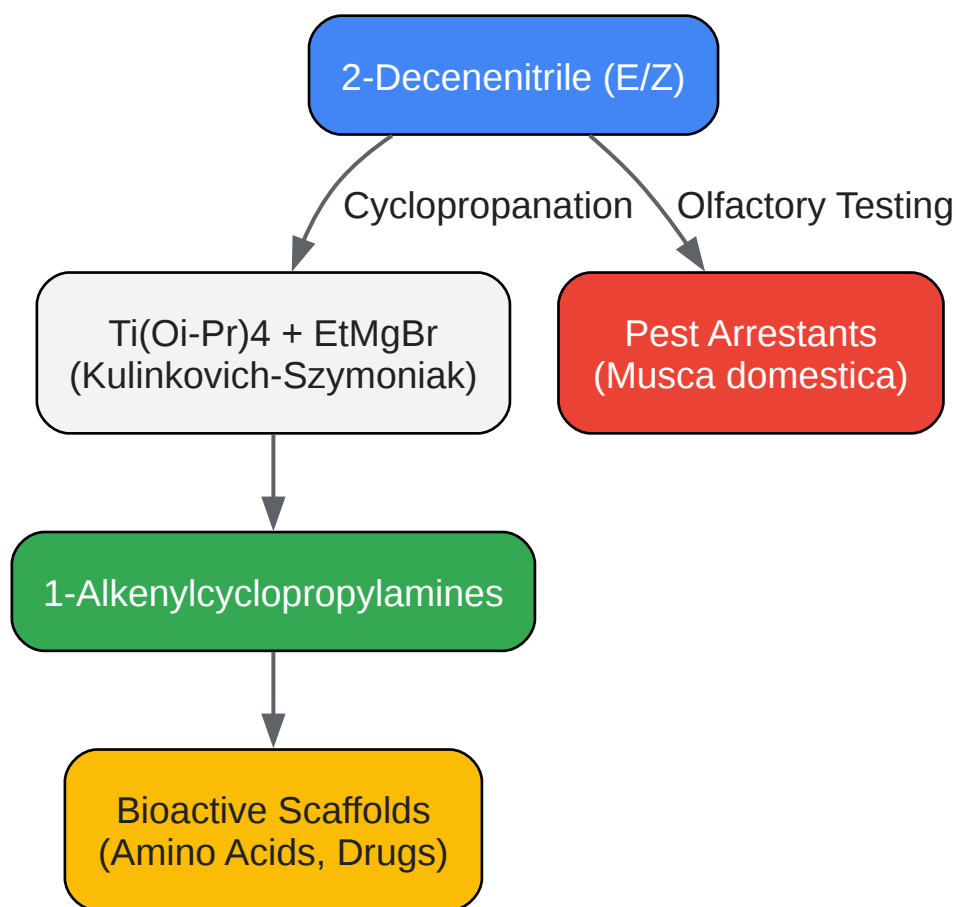 2-Decenenitrile (E/Z)
Cyclopropanation
Olfactory Testing
Ti(Oi-Pr)4 + EtMgBr
(Kulinkovich-Szymoniak)
Pest Arrestants
(Musca domestica)
1-Alkenylcyclopropylamines
Bioactive Scaffolds
(Amino Acids, Drugs)